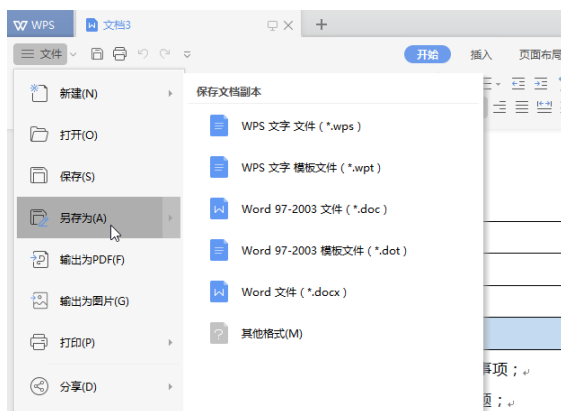 WPS 文档3
文件 开始 插入 页面布局
新建(N)
打开(O)
保存(S)
另存为(A)
输出为PDF(F)
输出为图片(G)
打印(P)
分享(D)
保存文档副本
WPS 文字 文件 ( *.wps )
WPS 文字 模板文件 ( *.wpt )
Word 97-2003 文件 ( *.doc )
Word 97-2003 模板文件 ( *.dot )
Word 文件 ( *.docx )
其他格式(M)
事项；
；